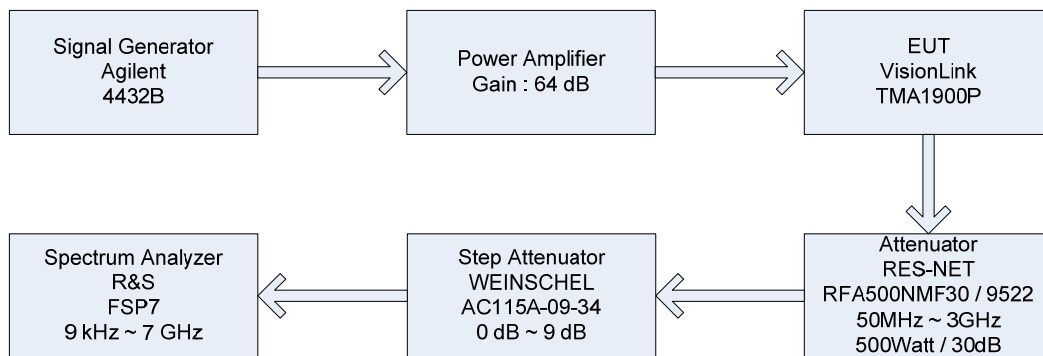 Signal Generator
Agilent
4432B
Power Amplifier
Gain : 64 dB
EUT
VisionLink
TMA1900P
Spectrum Analyzer
R&S
FSP7
9 kHz ~ 7 GHz
Step Attenuator
WEINSCHEL
AC115A-09-34
0 dB ~ 9 dB
Attenuator
RES-NET
RFA500NMF30 / 9522
50MHz ~ 3GHz
500Watt / 30dB